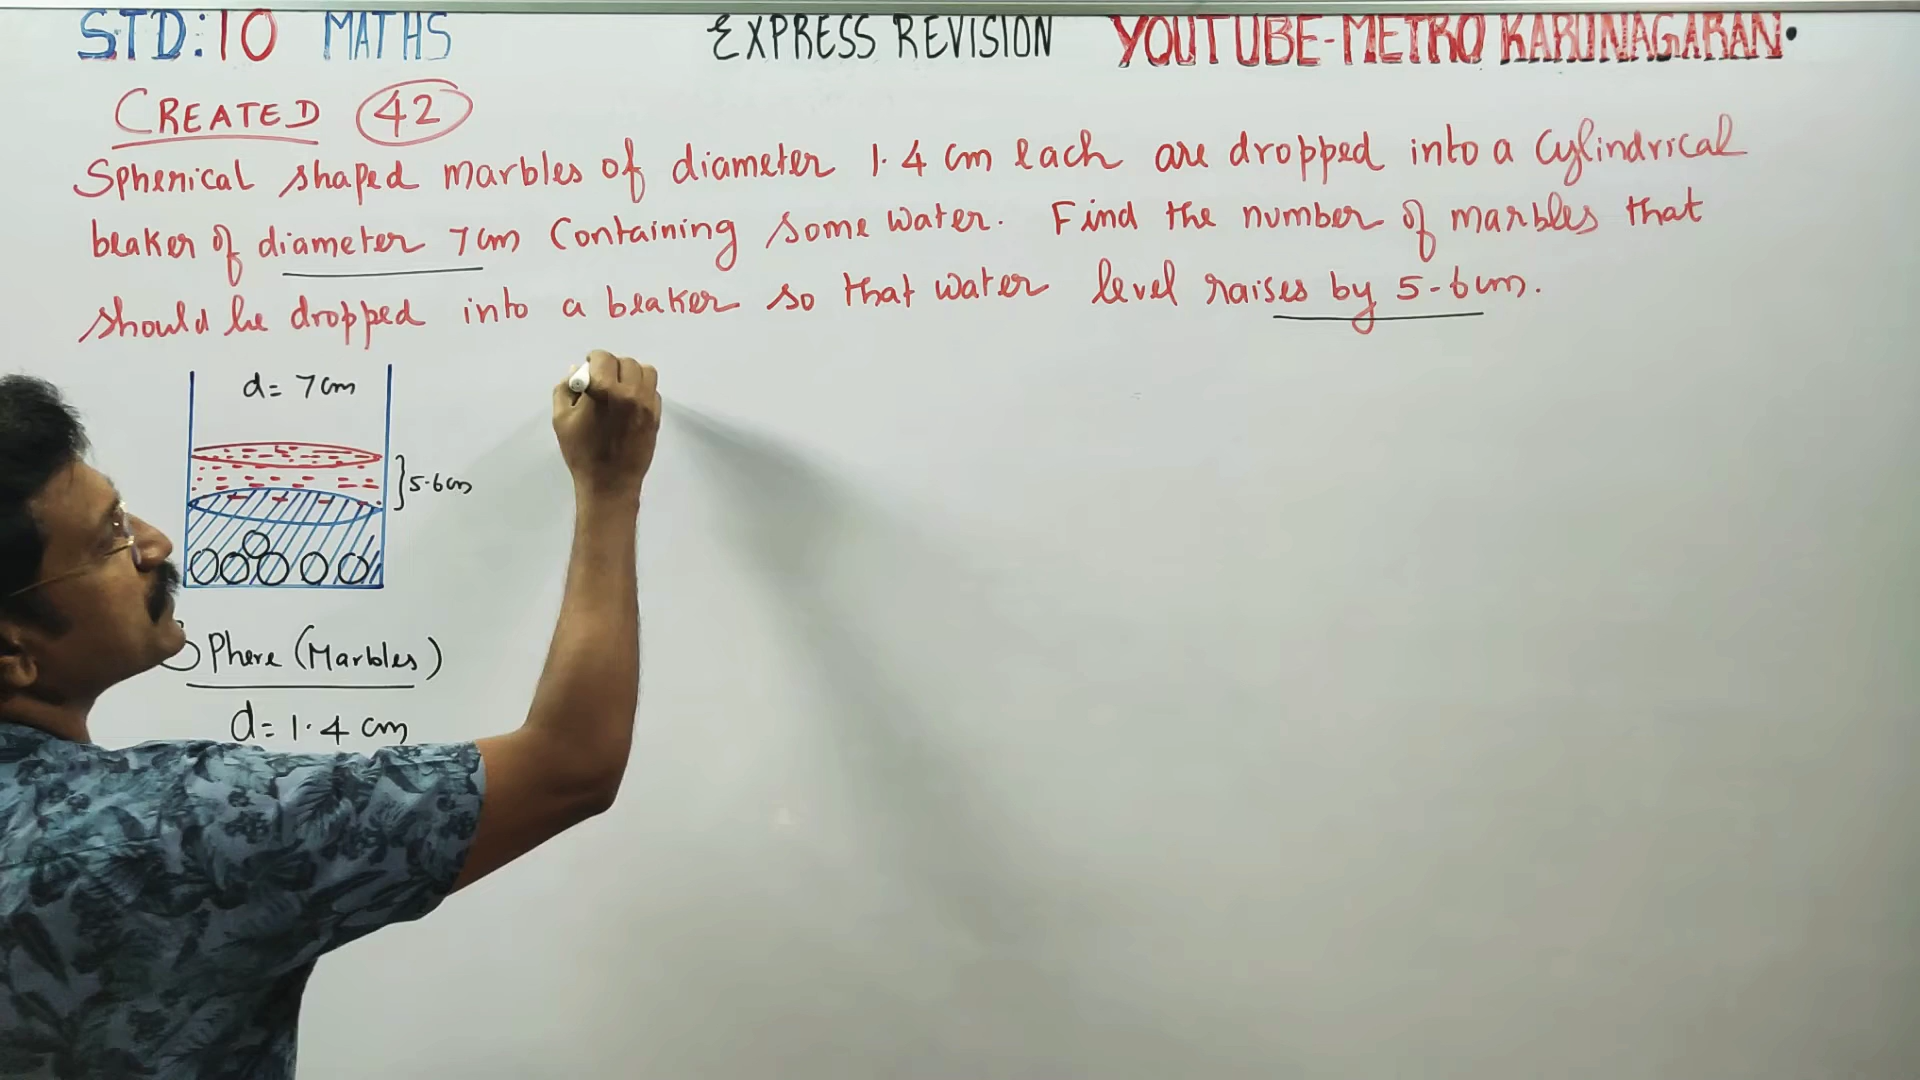 STD:10 MATHS EXPRESS REVISION YOUTUBE-METRO KARUNAGARAN.
CREATED 42
Spherical shaped marbles of diameter 1.4 cm each are dropped into a Cylindrical
beaker of diameter 7cm Containing some water. Find the number of marbles that
should be dropped into a beaker so that water level raises by 5.6cm.
d= 7cm
5.6cm
Sphere (Marbles)
d=1.4 cm